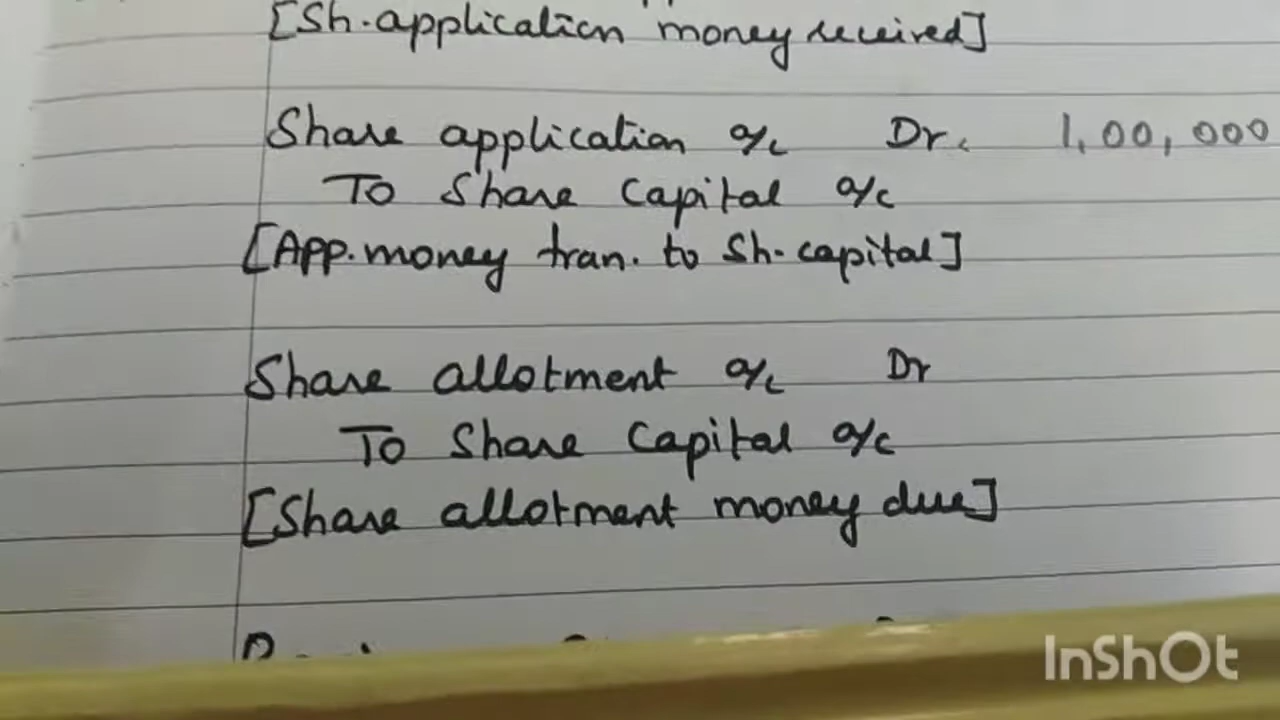 [Sh. application money received]
Share application a/c Dr. 1,00,000
To Share Capital a/c
[App. money tran. to Sh. capital]
Share allotment a/c Dr
To Share Capital a/c
[Share allotment money due]
InShOt